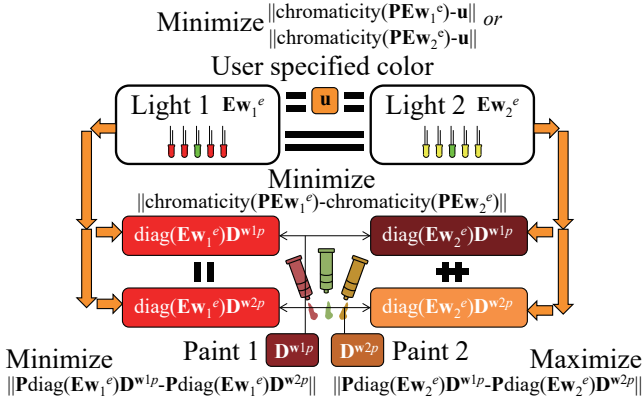 Minimize ||chromaticity(PEw₁ᵉ)-u|| or
||chromaticity(PEw₂ᵉ)-u||
User specified color
Light 1 Ew₁ᵉ
u
Light 2 Ew₂ᵉ
Minimize
||chromaticity(PEw₁ᵉ)-chromaticity(PEw₂ᵉ)||
diag(Ew₁ᵉ)Dʷ¹ᵖ
diag(Ew₂ᵉ)Dʷ¹ᵖ
diag(Ew₁ᵉ)Dʷ²ᵖ
diag(Ew₂ᵉ)Dʷ²ᵖ
Paint 1
Dʷ¹ᵖ
Dʷ²ᵖ
Paint 2
Minimize
||Pdiag(Ew₁ᵉ)Dʷ¹ᵖ-Pdiag(Ew₁ᵉ)Dʷ²ᵖ||
Maximize
||Pdiag(Ew₂ᵉ)Dʷ¹ᵖ-Pdiag(Ew₂ᵉ)Dʷ²ᵖ||